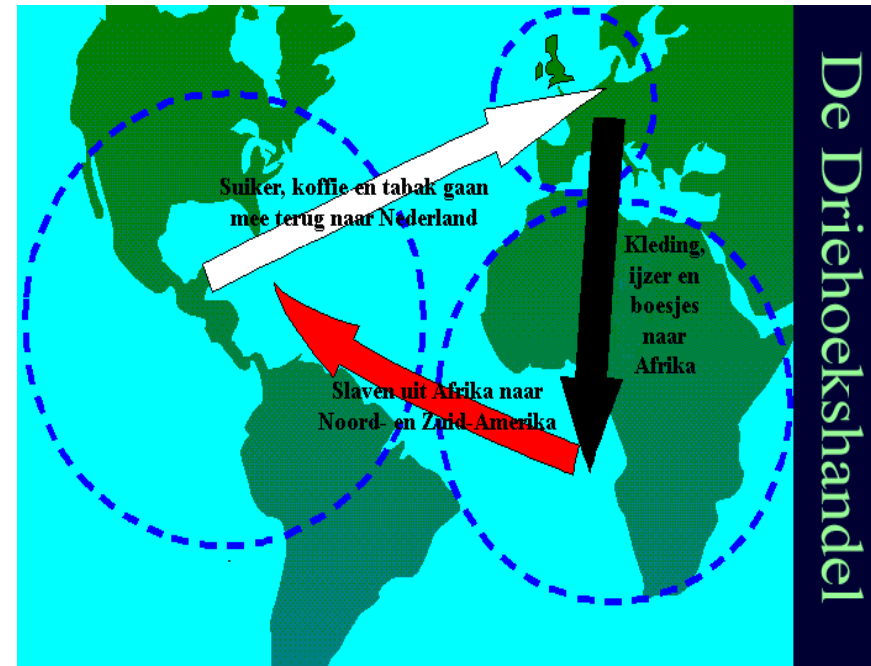 De Driehoekshandel
Suiker, koffie en tabak gaan
mee terug naar Nederland
Kleding,
ijzer en
boesjes
naar
Afrika
Slaven uit Afrika naar
Noord- en Zuid-Amerika